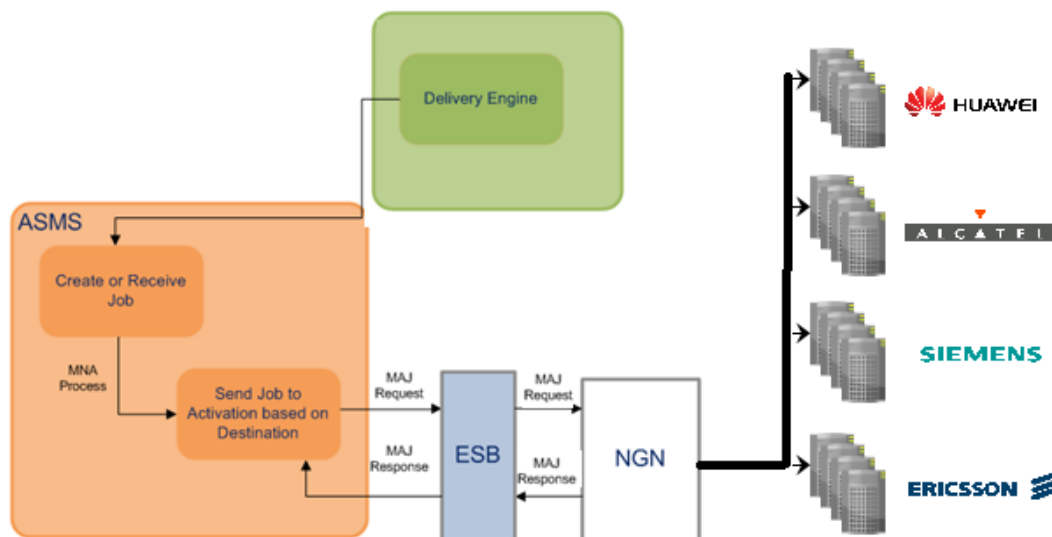 Delivery Engine
HUAWEI
ASMS
ALCATEL
Create or Receive
Job
MNA
Process
Send Job to
Activation based on
Destination
MAJ
Request
MAJ
Request
MAJ
Response
ESB
MAJ
Response
NGN
SIEMENS
ERICSSON